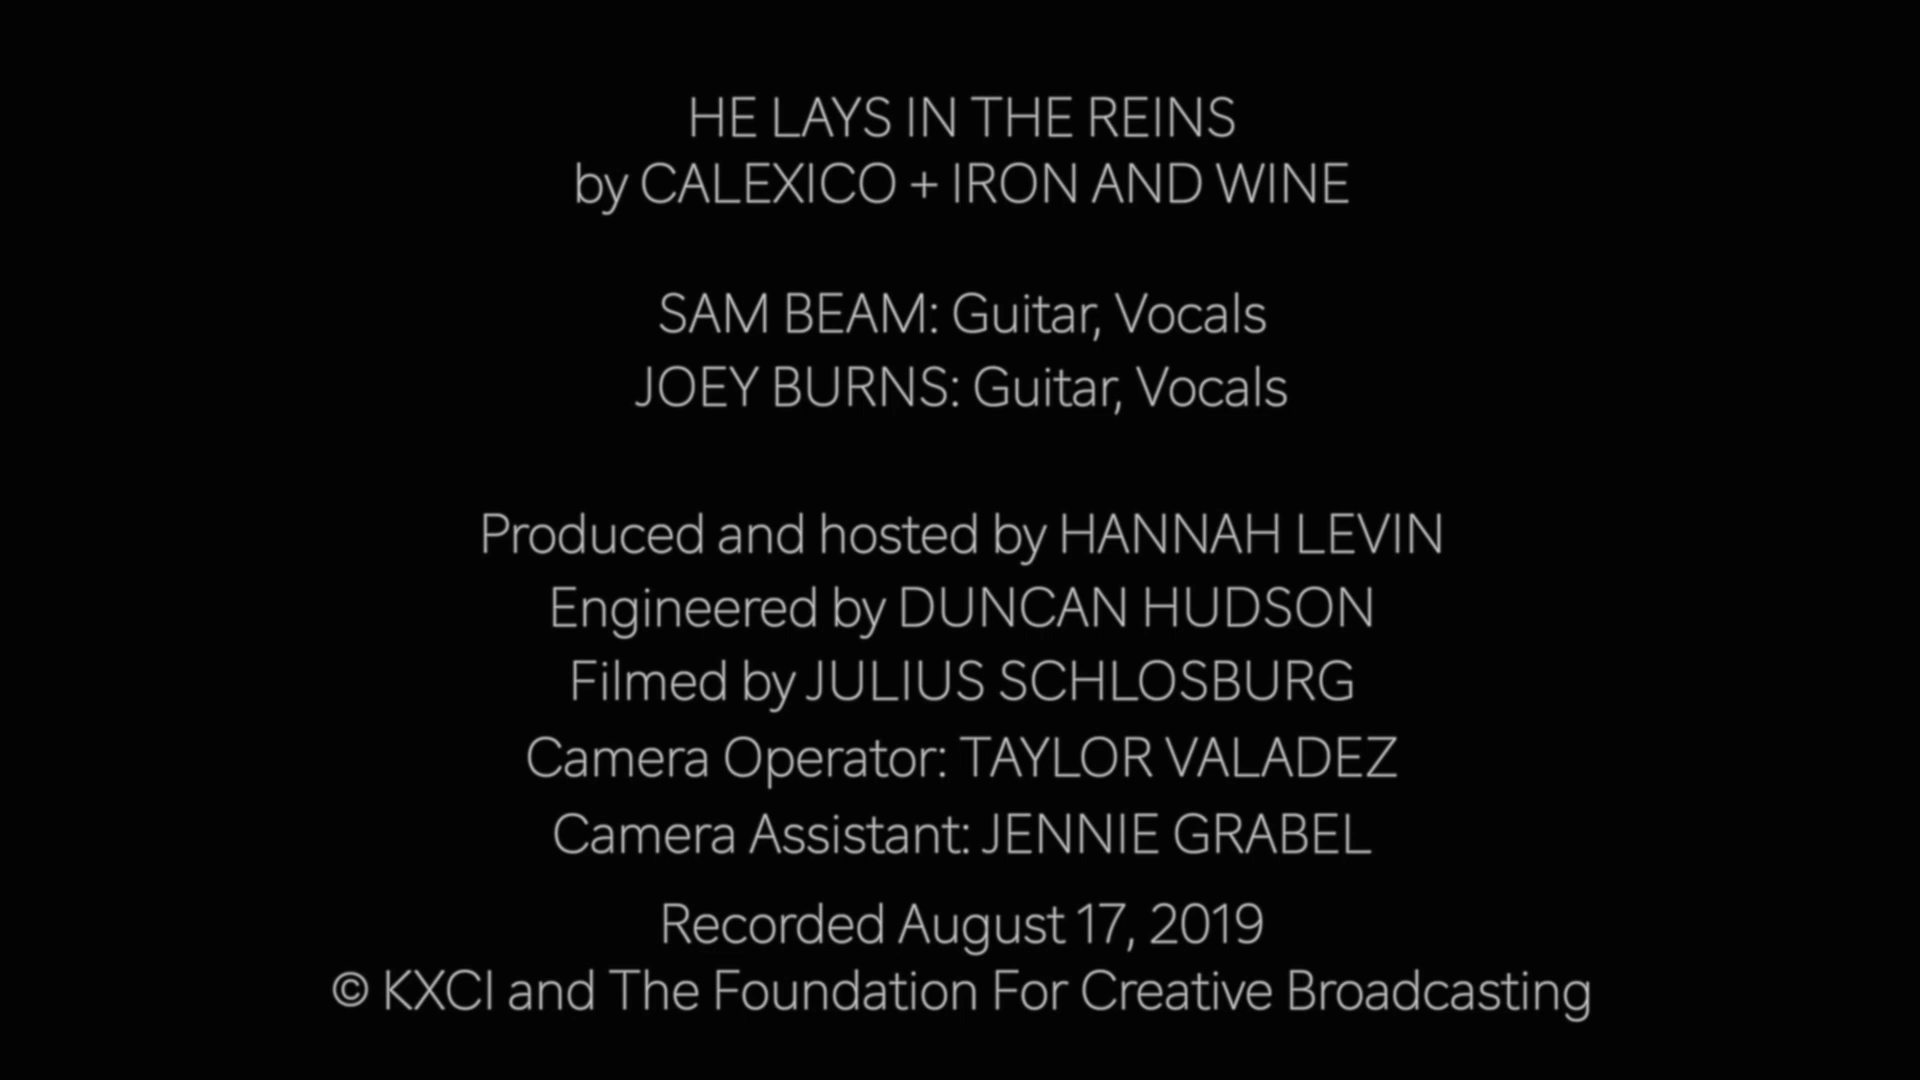 HE LAYS IN THE REINS
by CALEXICO + IRON AND WINE
SAM BEAM: Guitar, Vocals
JOEY BURNS: Guitar, Vocals
Produced and hosted by HANNAH LEVIN
Engineered by DUNCAN HUDSON
Filmed by JULIUS SCHLOSBURG
Camera Operator: TAYLOR VALADEZ
Camera Assistant: JENNIE GRABEL
Recorded August 17, 2019
© KXCI and The Foundation For Creative Broadcasting